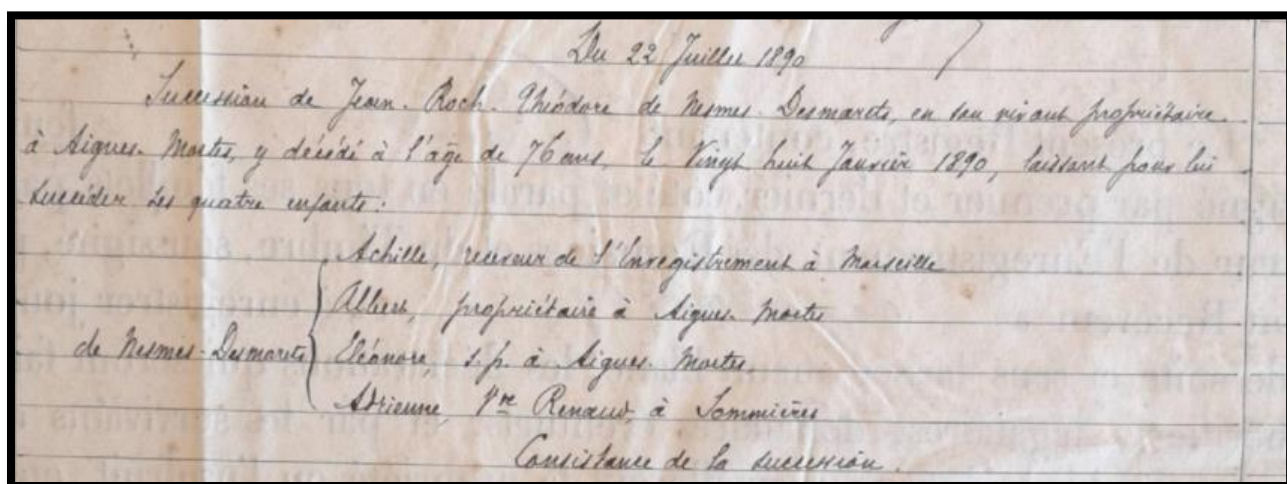 Du 22 Juillet 1890
Succession de Jean-Roch-Théodore de Nesmes-Desmarets, en son vivant propriétaire
à Aigues-Mortes, y décédé à l'âge de 76 ans, le Vingt huit Janvier 1890, laissant pour lui
succéder ses quatre enfants :
Achille, receveur de l'Enregistrement à Marseille
Albert, propriétaire à Aigues-Mortes
de Nesmes-Desmarets Eléonore, s.p. à Aigues-Mortes
Adrienne, Vve Renaud, à Sommières
Consistance de la succession.